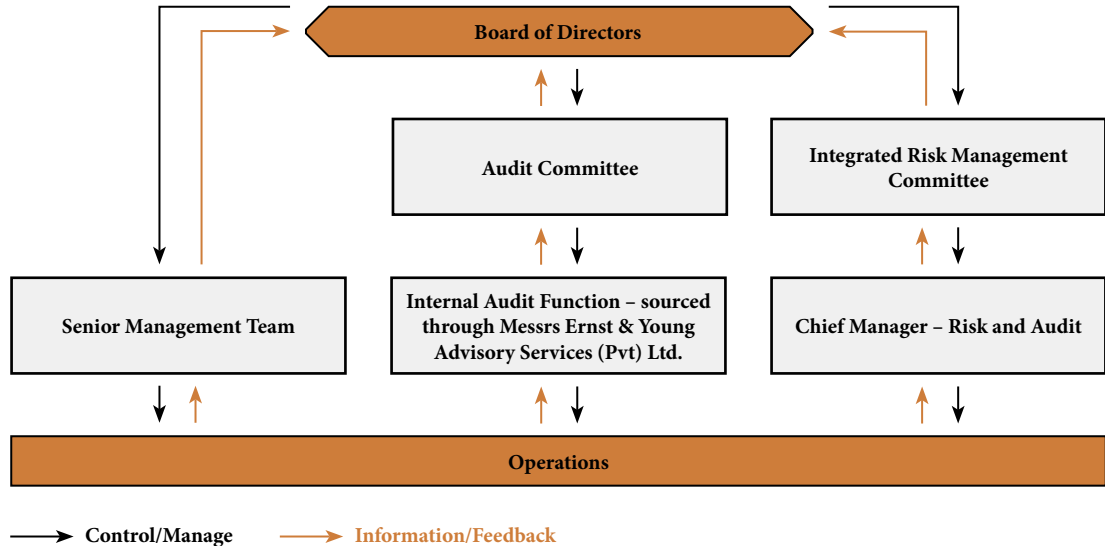 Board of Directors
Audit Committee
Integrated Risk Management
Committee
Senior Management Team
Internal Audit Function – sourced
through Messrs Ernst & Young
Advisory Services (Pvt) Ltd.
Chief Manager – Risk and Audit
Operations
Control/Manage
Information/Feedback